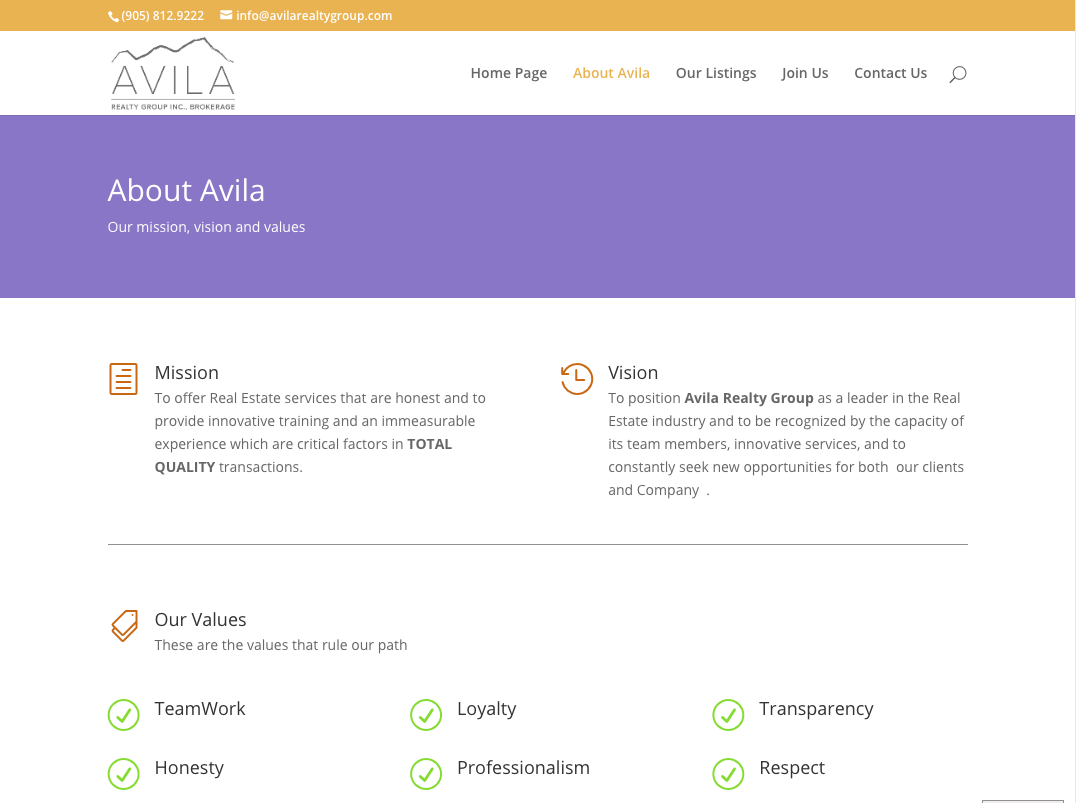 (905) 812.9222 info@avilarealtygroup.com
AVILA
REALTY GROUP INC., BROKERAGE
Home Page About Avila Our Listings Join Us Contact Us
About Avila
Our mission, vision and values
Mission
To offer Real Estate services that are honest and to
provide innovative training and an immeasurable
experience which are critical factors in TOTAL
QUALITY transactions.
Vision
To position Avila Realty Group as a leader in the Real
Estate industry and to be recognized by the capacity of
its team members, innovative services, and to
constantly seek new opportunities for both  our clients
and Company  .
Our Values
These are the values that rule our path
TeamWork Loyalty Transparency
Honesty Professionalism Respect